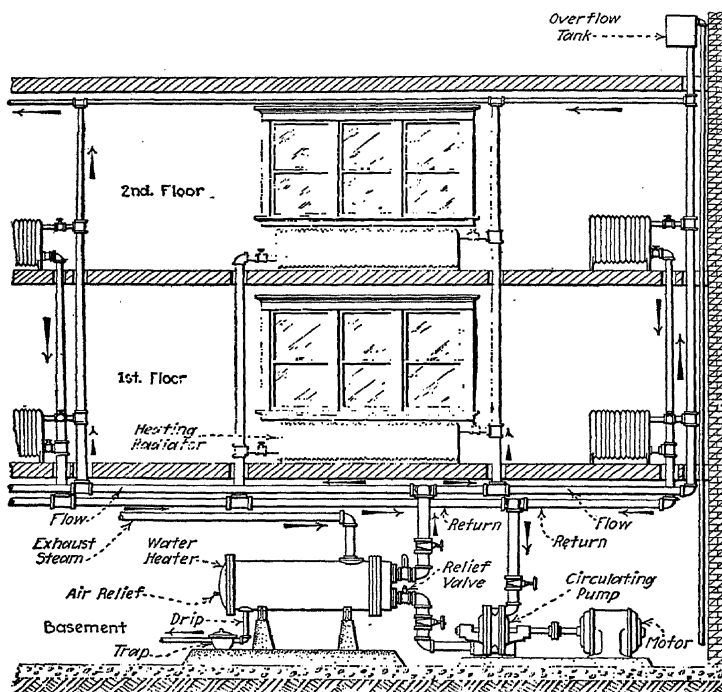 Overflow
Tank
2nd. Floor
1st. Floor
Heating
Radiator
Flow
Return
Flow
Return
Exhaust
Steam
Water
Heater
Relief
Valve
Circulating
Pump
Air Relief
Drip
Basement
Trap
Motor